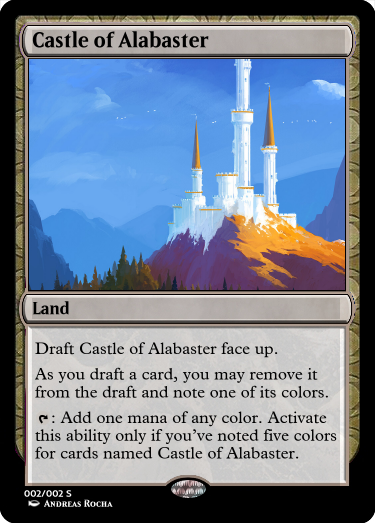 Castle of Alabaster
Land
Draft Castle of Alabaster face up.
As you draft a card, you may remove it
from the draft and note one of its colors.
: Add one mana of any color. Activate
this ability only if you've noted five colors
for cards named Castle of Alabaster.
002/002 S
Andreas Rocha